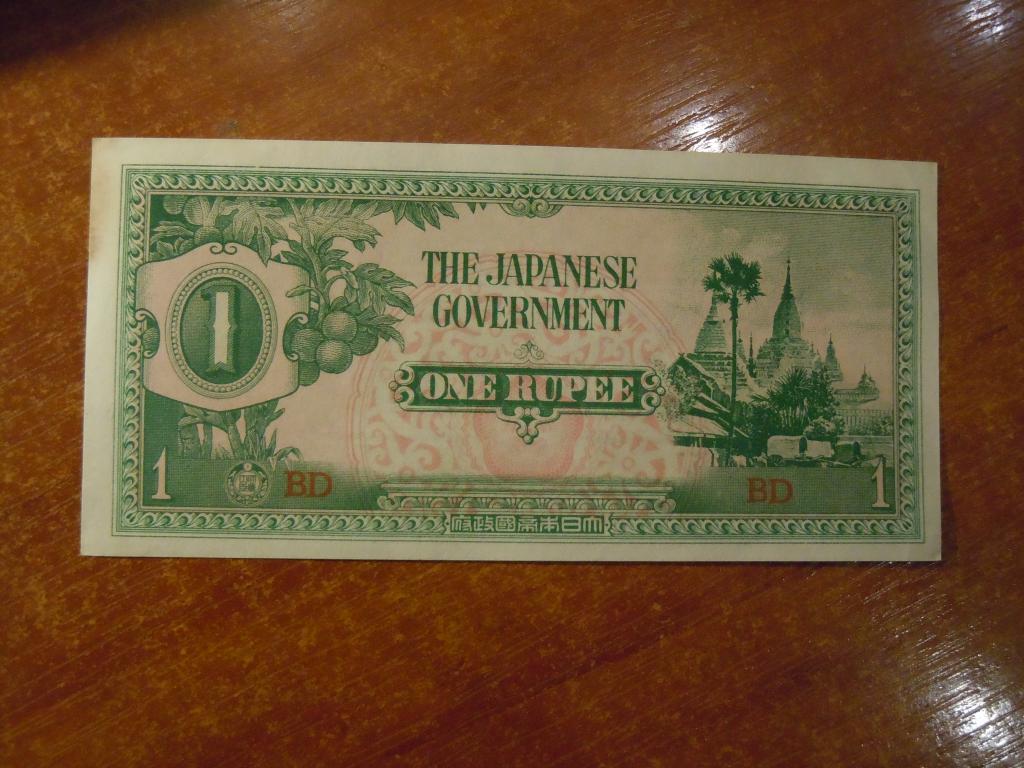 THE JAPANESE
GOVERNMENT
1
ONE RUPEE
1
BD
BD
1
府政國帝本日大